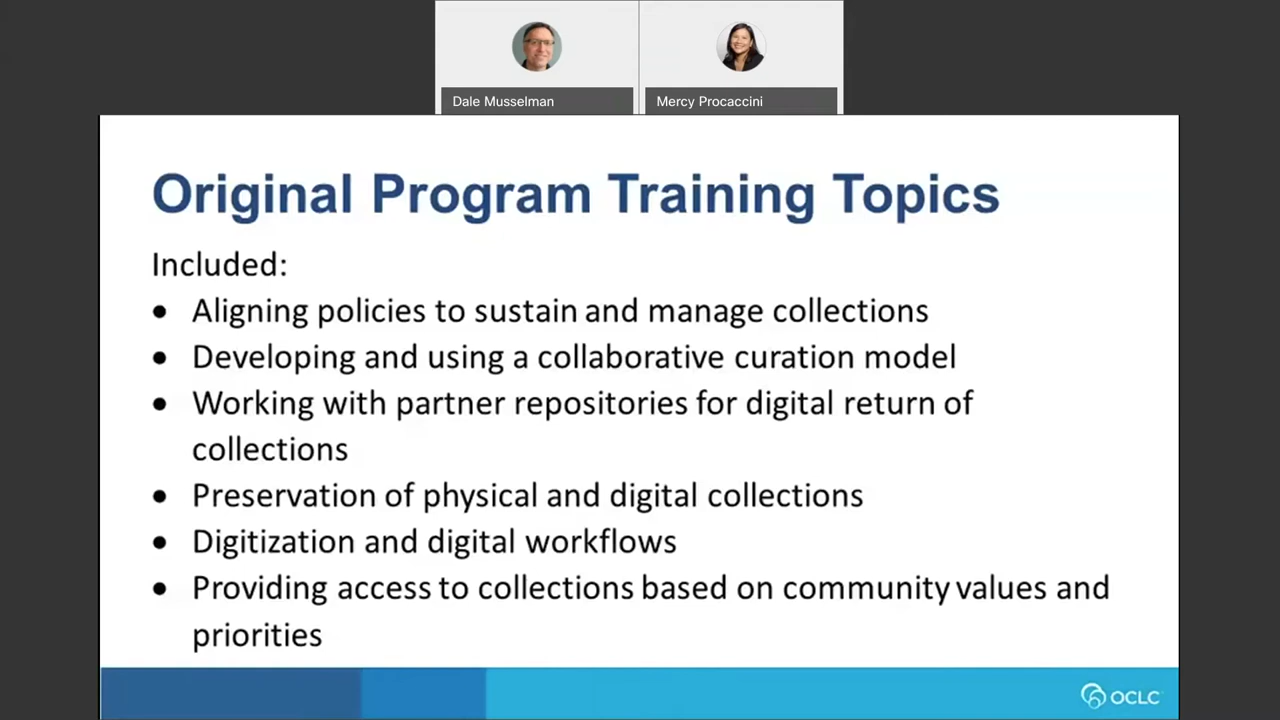 Dale Musselman
Mercy Procaccini
Original Program Training Topics
Included:
• Aligning policies to sustain and manage collections
• Developing and using a collaborative curation model
• Working with partner repositories for digital return of
collections
• Preservation of physical and digital collections
• Digitization and digital workflows
• Providing access to collections based on community values and
priorities
OCLC